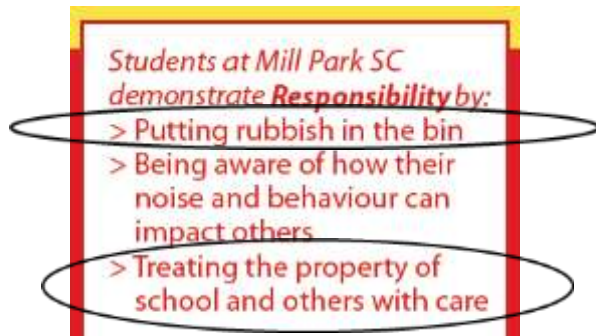 Students at Mill Park SC
demonstrate Responsibility by:
> Putting rubbish in the bin
> Being aware of how their
noise and behaviour can
impact others
> Treating the property of
school and others with care